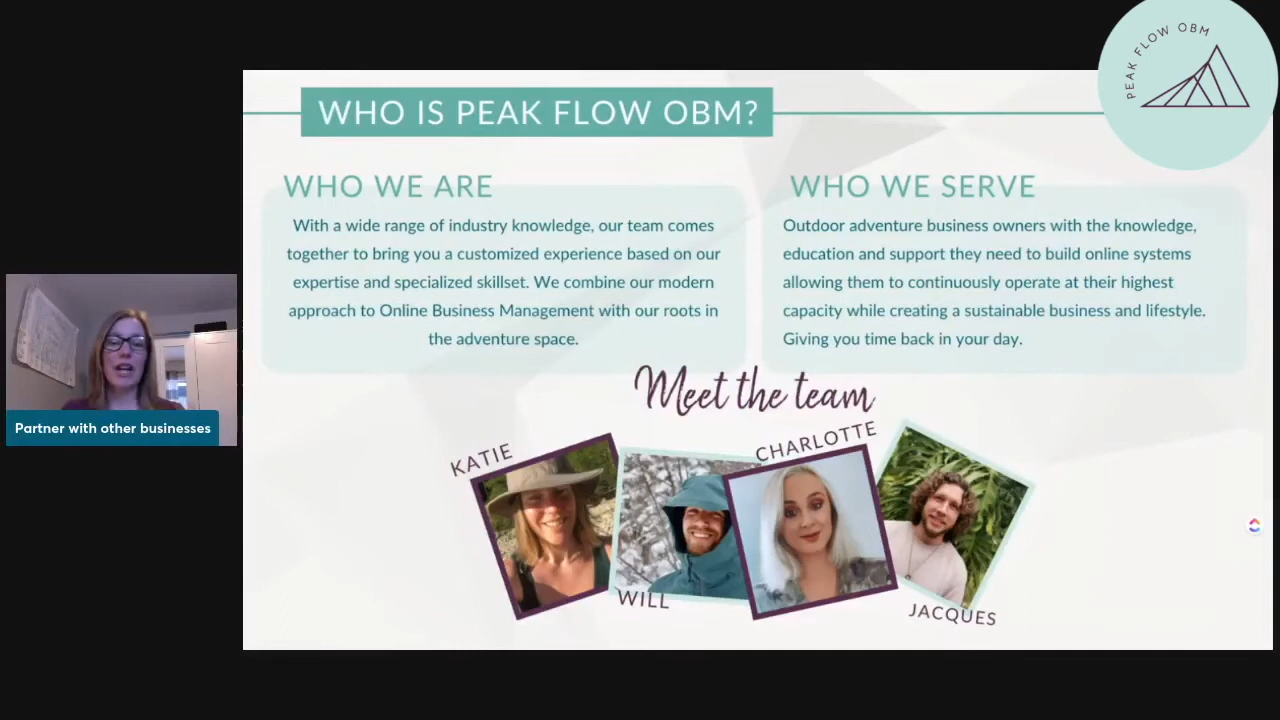 PEAK FLOW OBM
WHO IS PEAK FLOW OBM?
WHO WE ARE
With a wide range of industry knowledge, our team comes
together to bring you a customized experience based on our
expertise and specialized skillset. We combine our modern
approach to Online Business Management with our roots in
the adventure space.
WHO WE SERVE
Outdoor adventure business owners with the knowledge,
education and support they need to build online systems
allowing them to continuously operate at their highest
capacity while creating a sustainable business and lifestyle.
Giving you time back in your day.
Partner with other businesses
Meet the team
KATIE
WILL
CHARLOTTE
JACQUES